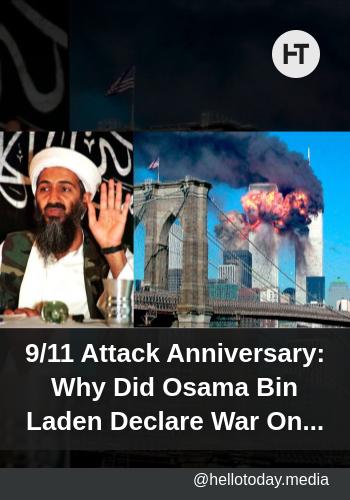 HT
9/11 Attack Anniversary:
Why Did Osama Bin
Laden Declare War On...
@hellotoday.media